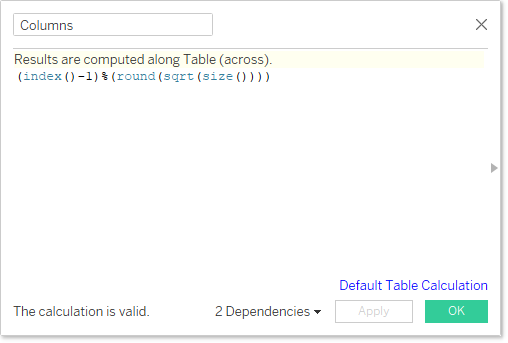 Columns
Results are computed along Table (across).
(index()-1)%(round(sqrt(size())))
Default Table Calculation
The calculation is valid.
2 Dependencies
Apply
OK